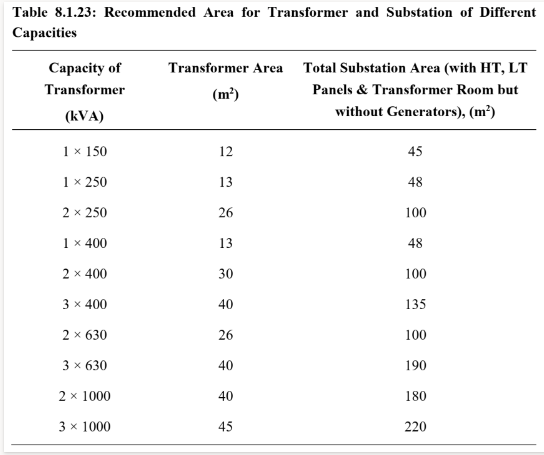 Table 8.1.23: Recommended Area for Transformer and Substation of Different
Capacities
Capacity of Transformer (kVA) Transformer Area (m²) Total Substation Area (with HT, LT Panels & Transformer Room but without Generators), (m²)
1 × 150 12 45
1 × 250 13 48
2 × 250 26 100
1 × 400 13 48
2 × 400 30 100
3 × 400 40 135
2 × 630 26 100
3 × 630 40 190
2 × 1000 40 180
3 × 1000 45 220